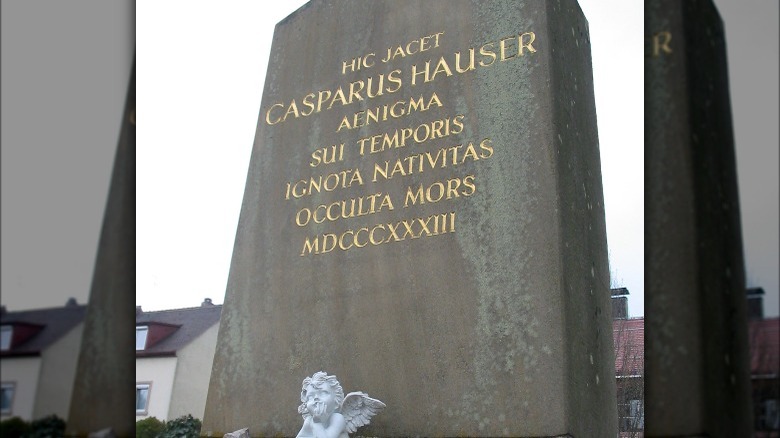 HIC JACET
CASPARUS HAUSER
AENIGMA
SUI TEMPORIS
IGNOTA NATIVITAS
OCCULTA MORS
MDCCCXXXIII